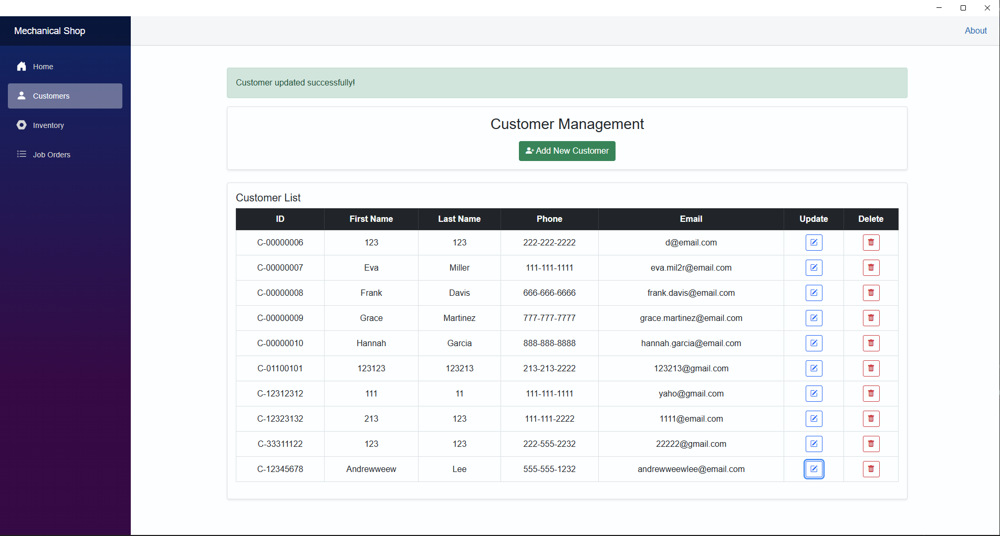 Mechanical Shop
About
Home
Customers
Inventory
Job Orders
Customer updated successfully!
Customer Management
Add New Customer
Customer List
ID First Name Last Name Phone Email Update Delete
C-00000006 123 123 222-222-2222 d@email.com
C-00000007 Eva Miller 111-111-1111 eva.mil2r@email.com
C-00000008 Frank Davis 666-666-6666 frank.davis@email.com
C-00000009 Grace Martinez 777-777-7777 grace.martinez@email.com
C-00000010 Hannah Garcia 888-888-8888 hannah.garcia@email.com
C-01100101 123123 123213 213-213-2222 123213@gmail.com
C-12312312 111 11 111-111-1111 yaho@gmail.com
C-12323132 213 123 111-111-2222 1111@email.com
C-33311122 123 123 222-555-2232 22222@gmail.com
C-12345678 Andrewweew Lee 555-555-1232 andrewweewlee@email.com